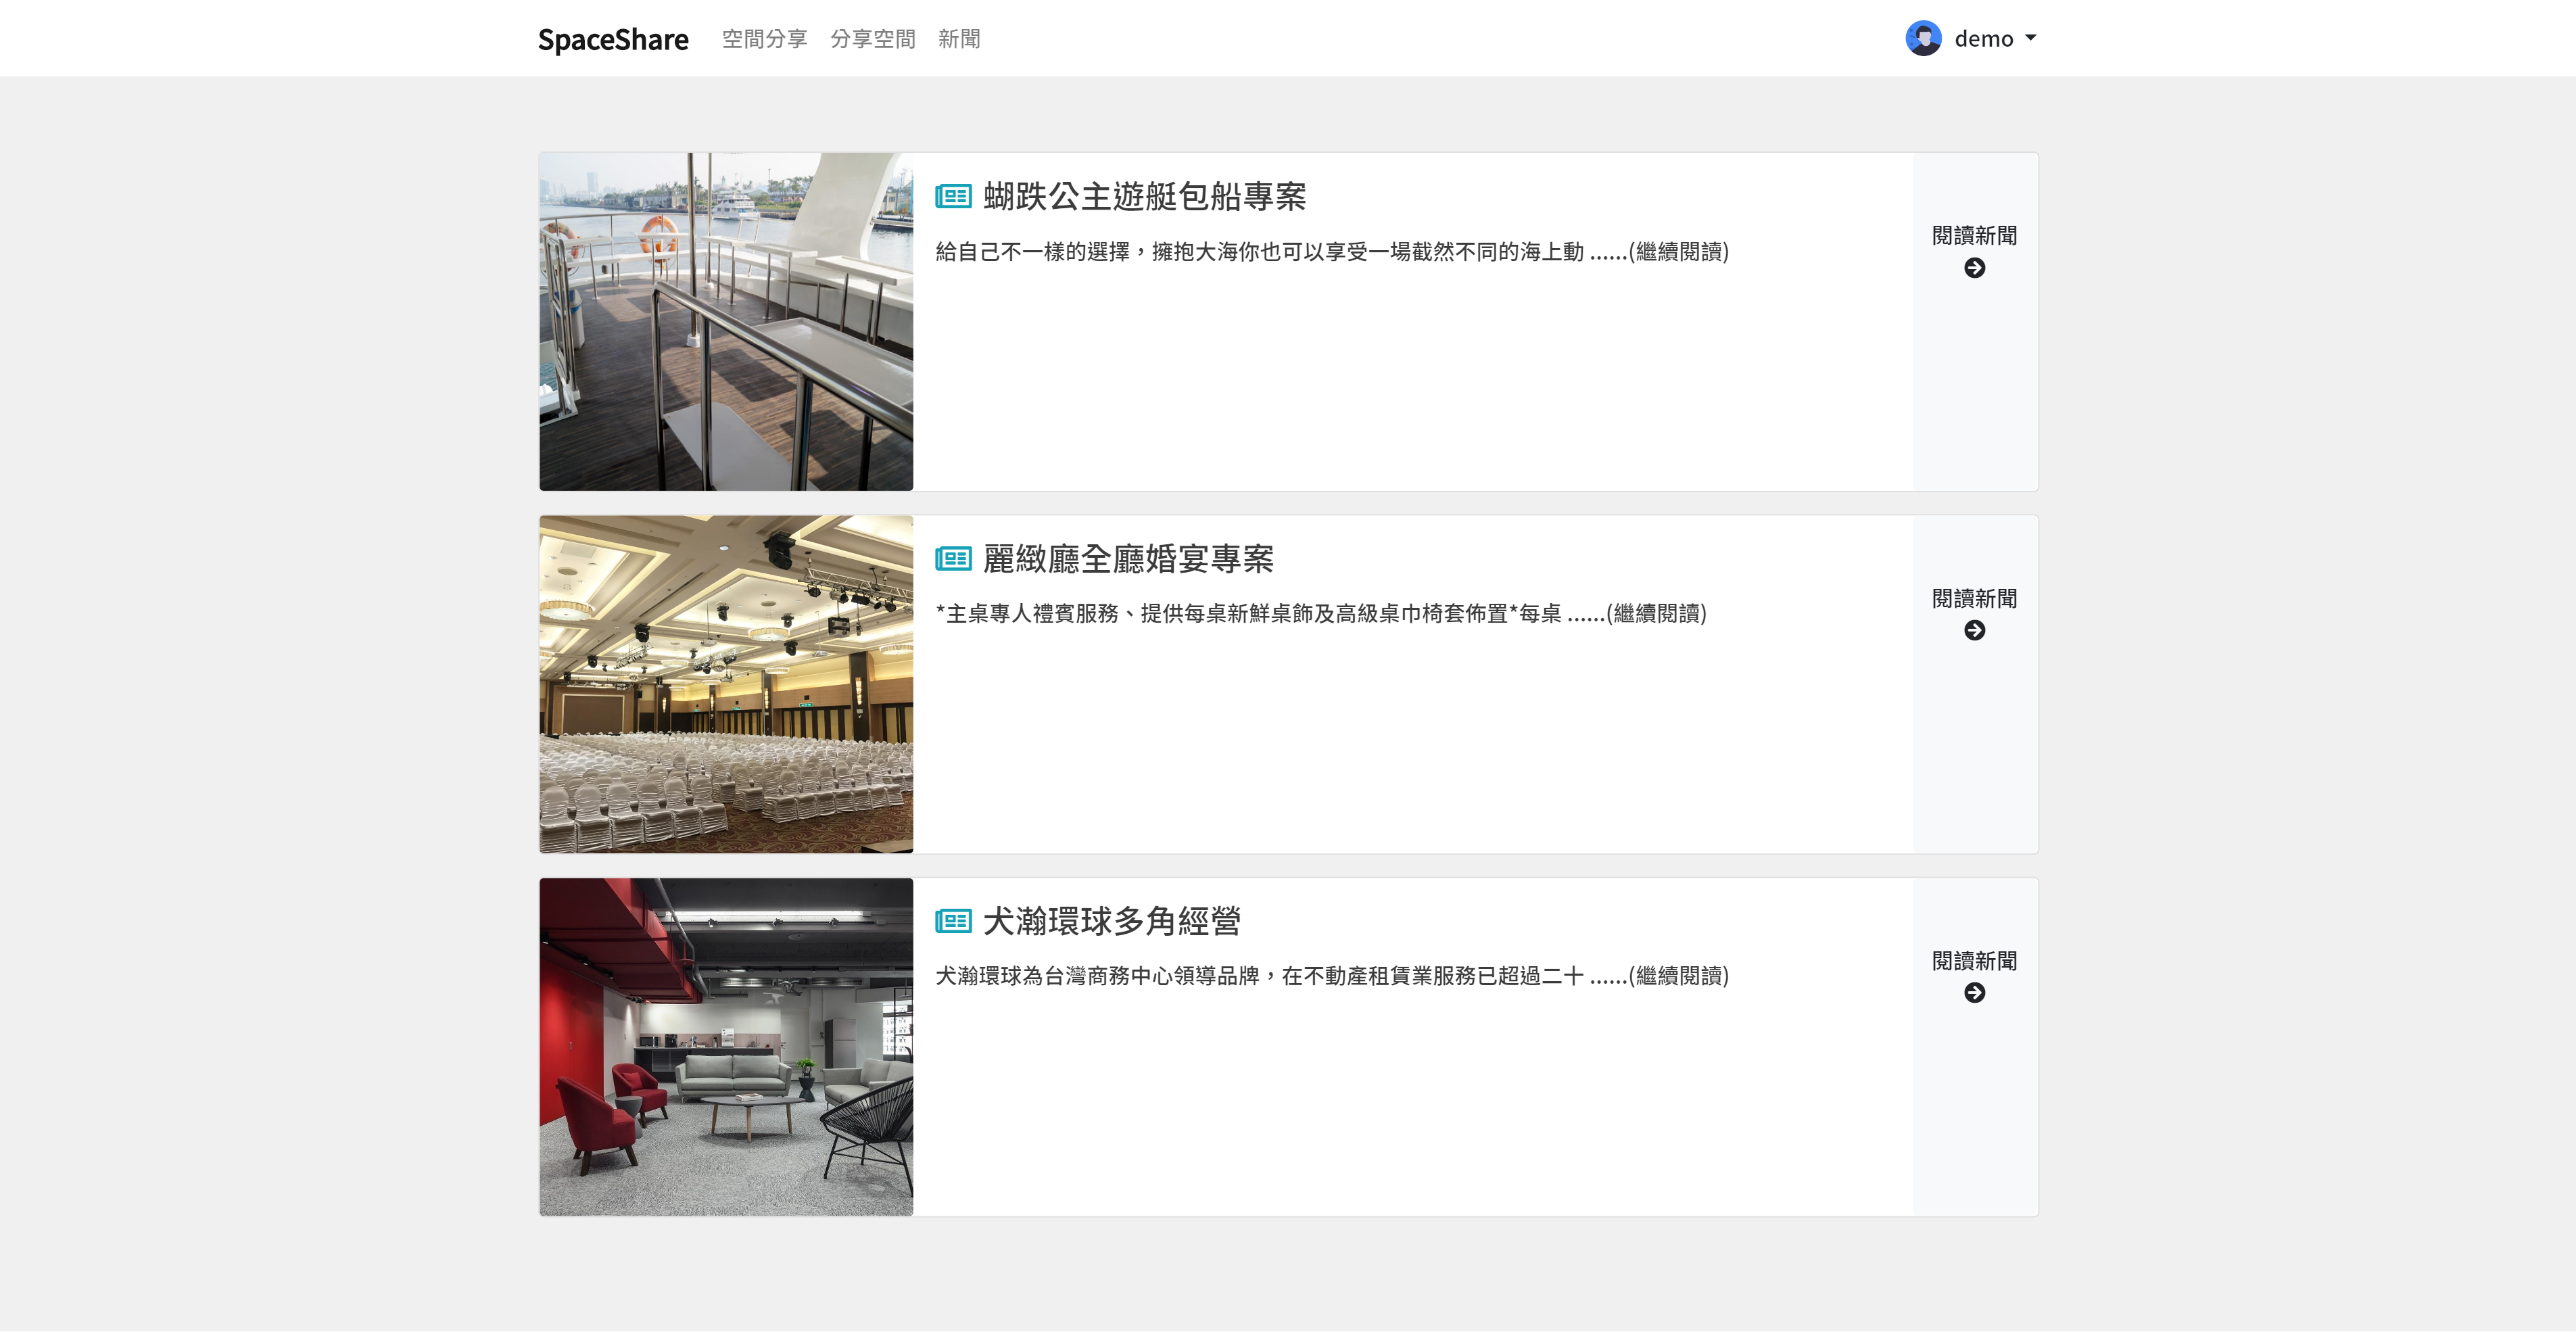 SpaceShare 空間分享 分享空間 新聞 demo
蝴跌公主遊艇包船專案
給自己不一樣的選擇，擁抱大海你也可以享受一場截然不同的海上動 ......(繼續閱讀)
閱讀新聞
麗緻廳全廳婚宴專案
*主桌專人禮賓服務、提供每桌新鮮桌飾及高級桌巾椅套佈置*每桌 ......(繼續閱讀)
閱讀新聞
犬瀚環球多角經營
犬瀚環球為台灣商務中心領導品牌，在不動產租賃業服務已超過二十 ......(繼續閱讀)
閱讀新聞